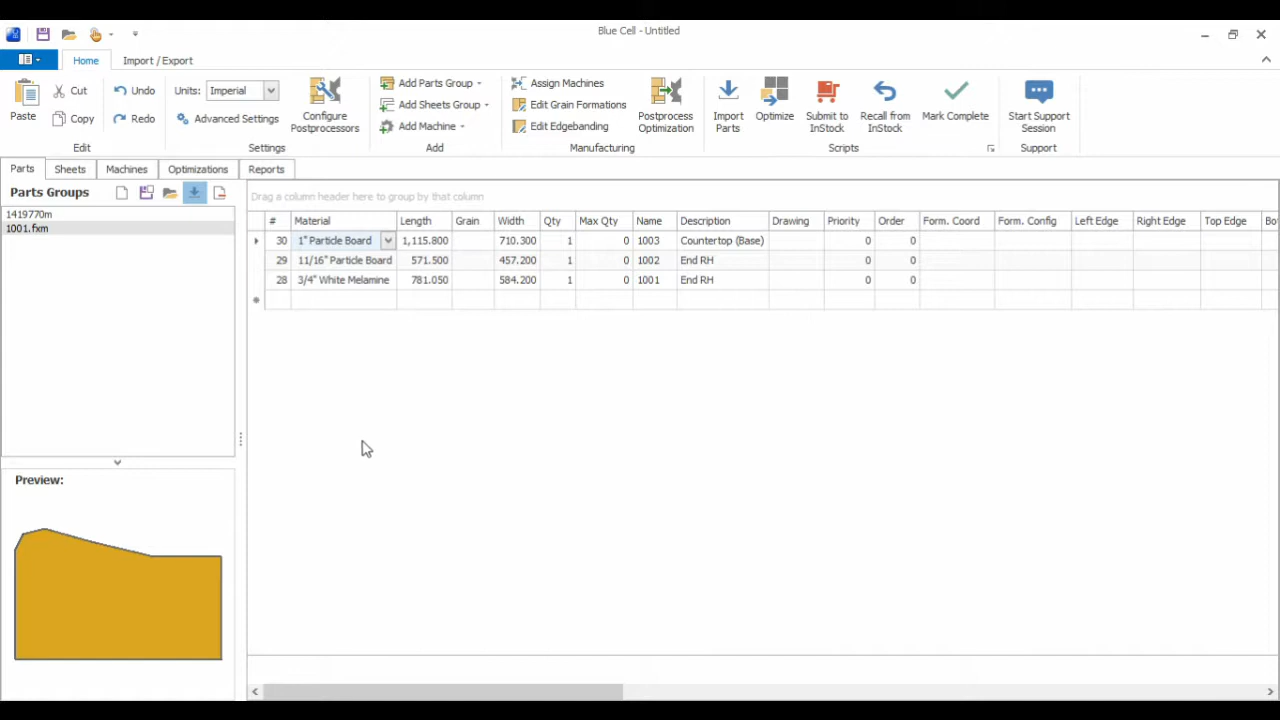 Blue Cell - Untitled
Home
Import / Export
Paste
Cut
Copy
Undo
Redo
Edit
Units:
Imperial
Advanced Settings
Configure
Postprocessors
Settings
Add Parts Group
Add Sheets Group
Add Machine
Add
Assign Machines
Edit Grain Formations
Edit Edgebanding
Postprocess
Optimization
Manufacturing
Import
Parts
Optimize
Submit to
InStock
Recall from
InStock
Mark Complete
Scripts
Start Support
Session
Support
Parts
Sheets
Machines
Optimizations
Reports
Parts Groups
1419770m
1001.fxm
Preview:
Drag a column header here to group by that column
# Material Length Grain Width Qty Max Qty Name Description Drawing Priority Order Form. Coord Form. Config Left Edge Right Edge Top Edge Bo
30 1" Particle Board 1,115.800 710.300 1 0 1003 Countertop (Base) 0 0
29 11/16" Particle Board 571.500 457.200 1 0 1002 End RH 0 0
28 3/4" White Melamine 781.050 584.200 1 0 1001 End RH 0 0